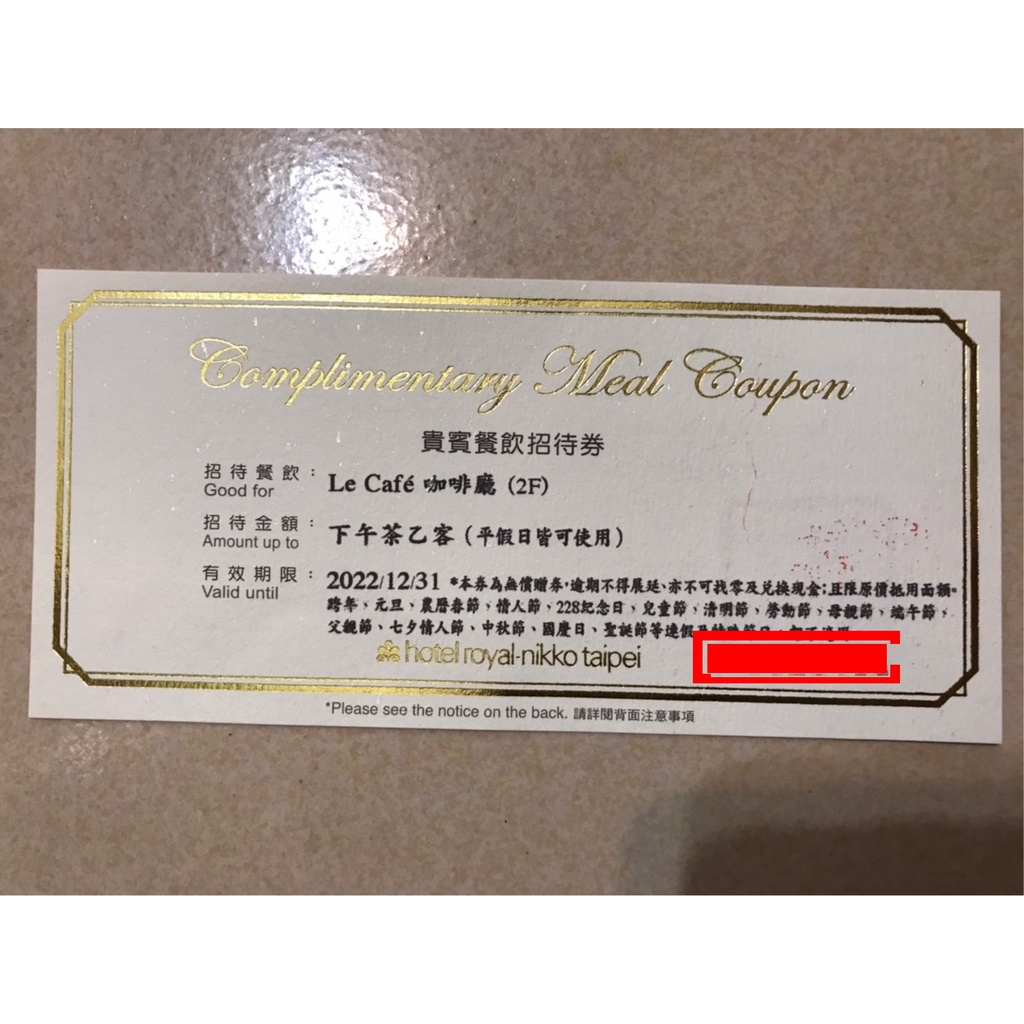 Complimentary Meal Coupon
貴賓餐飲招待券
招待餐飲：
Good for
Le Café 咖啡廳 (2F)
招待金額：
Amount up to
下午茶乙客（平假日皆可使用）
有效期限：
Valid until
2022/12/31 *本券為無償贈券，逾期不得展延、亦不可找零及兌換現金；且限原價抵用面額。
跨年、元旦、農曆春節、情人節、228紀念日、兒童節、清明節、勞動節、母親節、端午節、
父親節、七夕情人節、中秋節、國慶日、聖誕節等連假及
hotel royal-nikko taipei
*Please see the notice on the back. 請詳閱背面注意事項